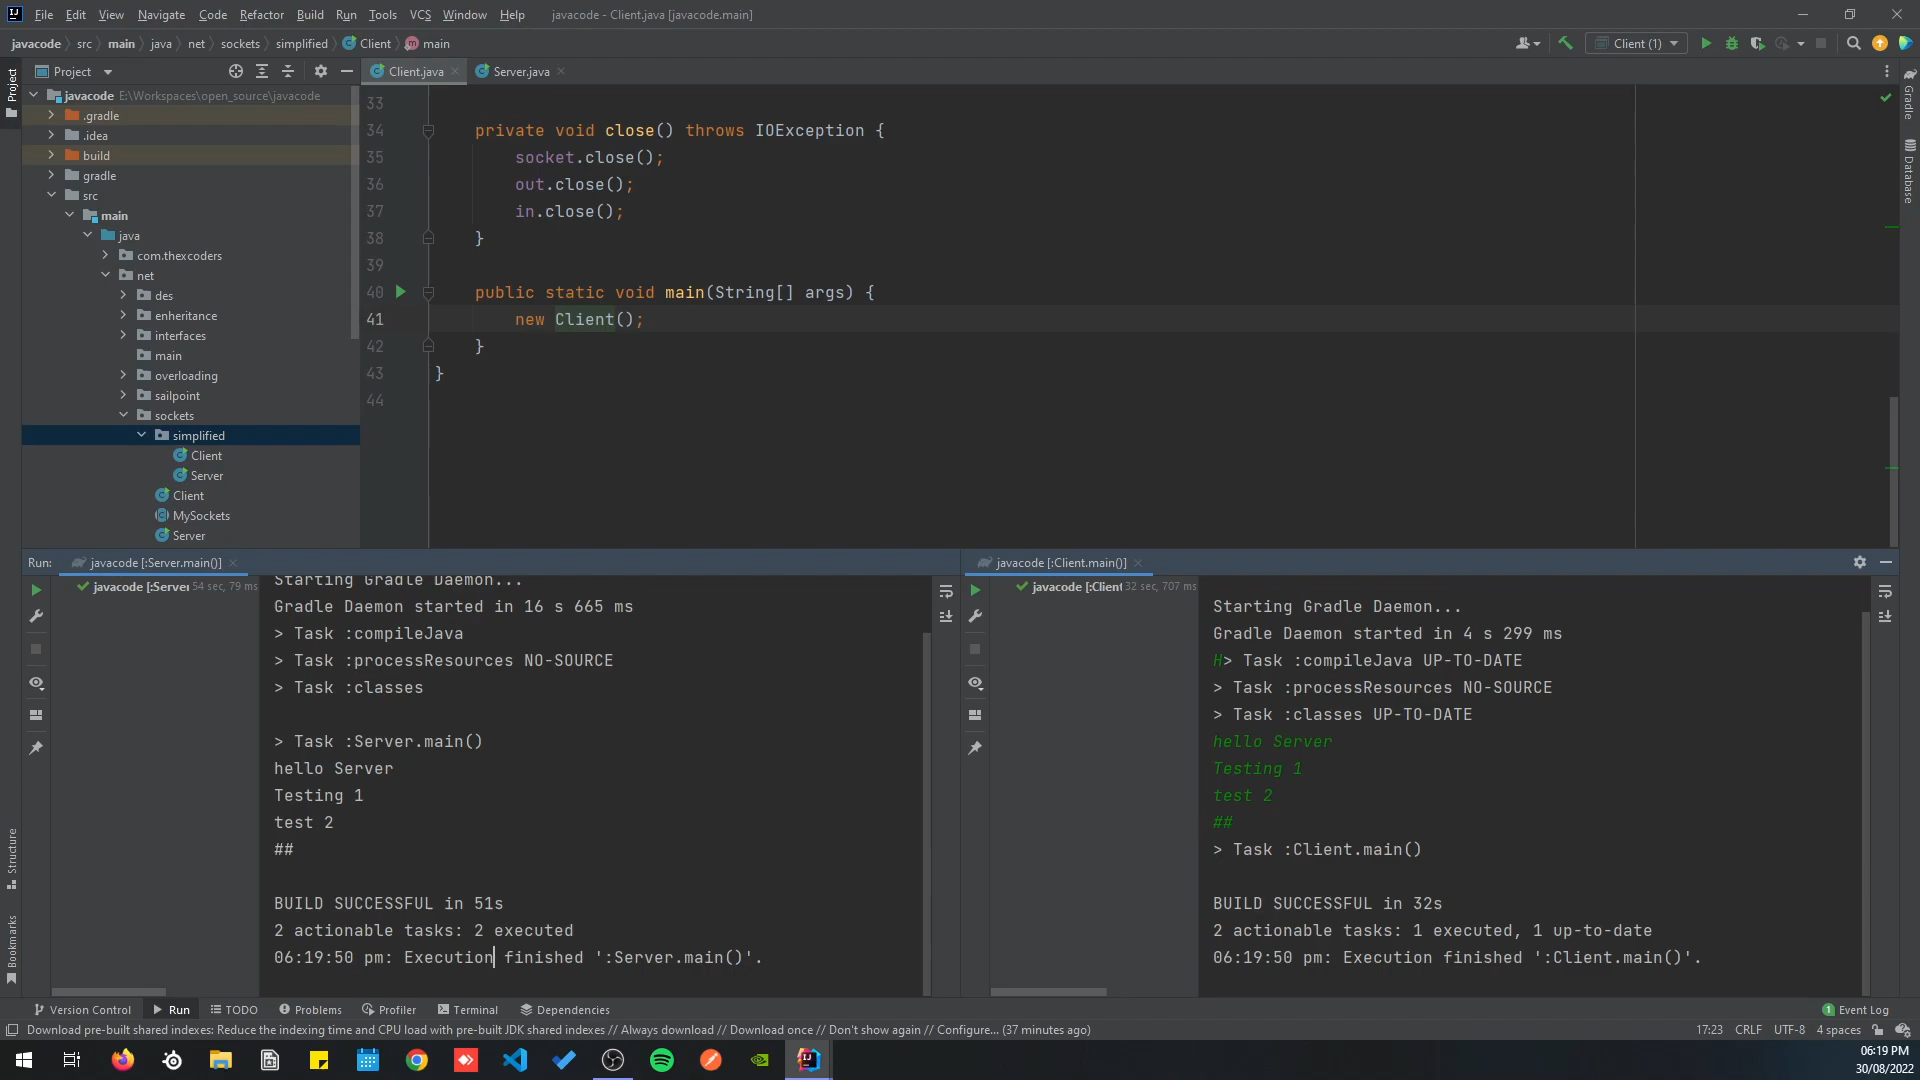 File Edit View Navigate Code Refactor Build Run Tools VCS Window Help javacode - Client.java [javacode.main]
javacode src main java net sockets simplified Client main
Client (1)
Project
Client.java Server.java
javacode E:\Workspaces\open_source\javacode
.gradle
.idea
build
gradle
src
main
java
com.thexcoders
net
des
enheritance
interfaces
main
overloading
sailpoint
sockets
simplified
Client
Server
Client
MySockets
Server
33
34 private void close() throws IOException {
35 socket.close();
36 out.close();
37 in.close();
38 }
39
40 public static void main(String[] args) {
41 new Client();
42 }
43 }
44
Project
Structure
Bookmarks
Gradle
Database
Run: javacode [:Server.main()]
javacode [:Server 54 sec, 79 ms
Starting Gradle Daemon...
Gradle Daemon started in 16 s 665 ms
> Task :compileJava
> Task :processResources NO-SOURCE
> Task :classes
> Task :Server.main()
hello Server
Testing 1
test 2
##
BUILD SUCCESSFUL in 51s
2 actionable tasks: 2 executed
06:19:50 pm: Execution finished ':Server.main()'.
javacode [:Client.main()]
javacode [:Client 32 sec, 707 ms
Starting Gradle Daemon...
Gradle Daemon started in 4 s 299 ms
H> Task :compileJava UP-TO-DATE
> Task :processResources NO-SOURCE
> Task :classes UP-TO-DATE
hello Server
Testing 1
test 2
##
> Task :Client.main()
BUILD SUCCESSFUL in 32s
2 actionable tasks: 1 executed, 1 up-to-date
06:19:50 pm: Execution finished ':Client.main()'.
Version Control Run TODO Problems Profiler Terminal Dependencies 1 Event Log
Download pre-built shared indexes: Reduce the indexing time and CPU load with pre-built JDK shared indexes // Always download // Download once // Don't show again // Configure... (37 minutes ago) 17:23 CRLF UTF-8 4 spaces
06:19 PM
30/08/2022